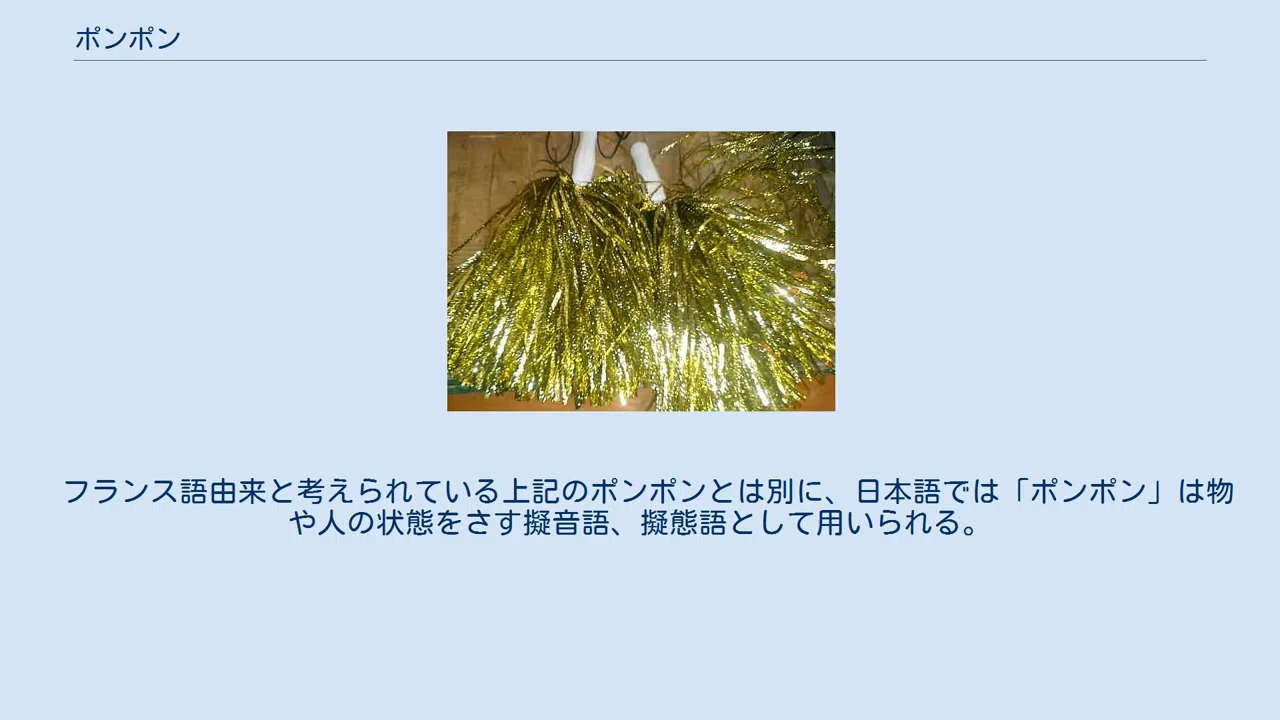 ポンポン
フランス語由来と考えられている上記のポンポンとは別に、日本語では「ポンポン」は物
や人の状態をさす擬音語、擬態語として用いられる。